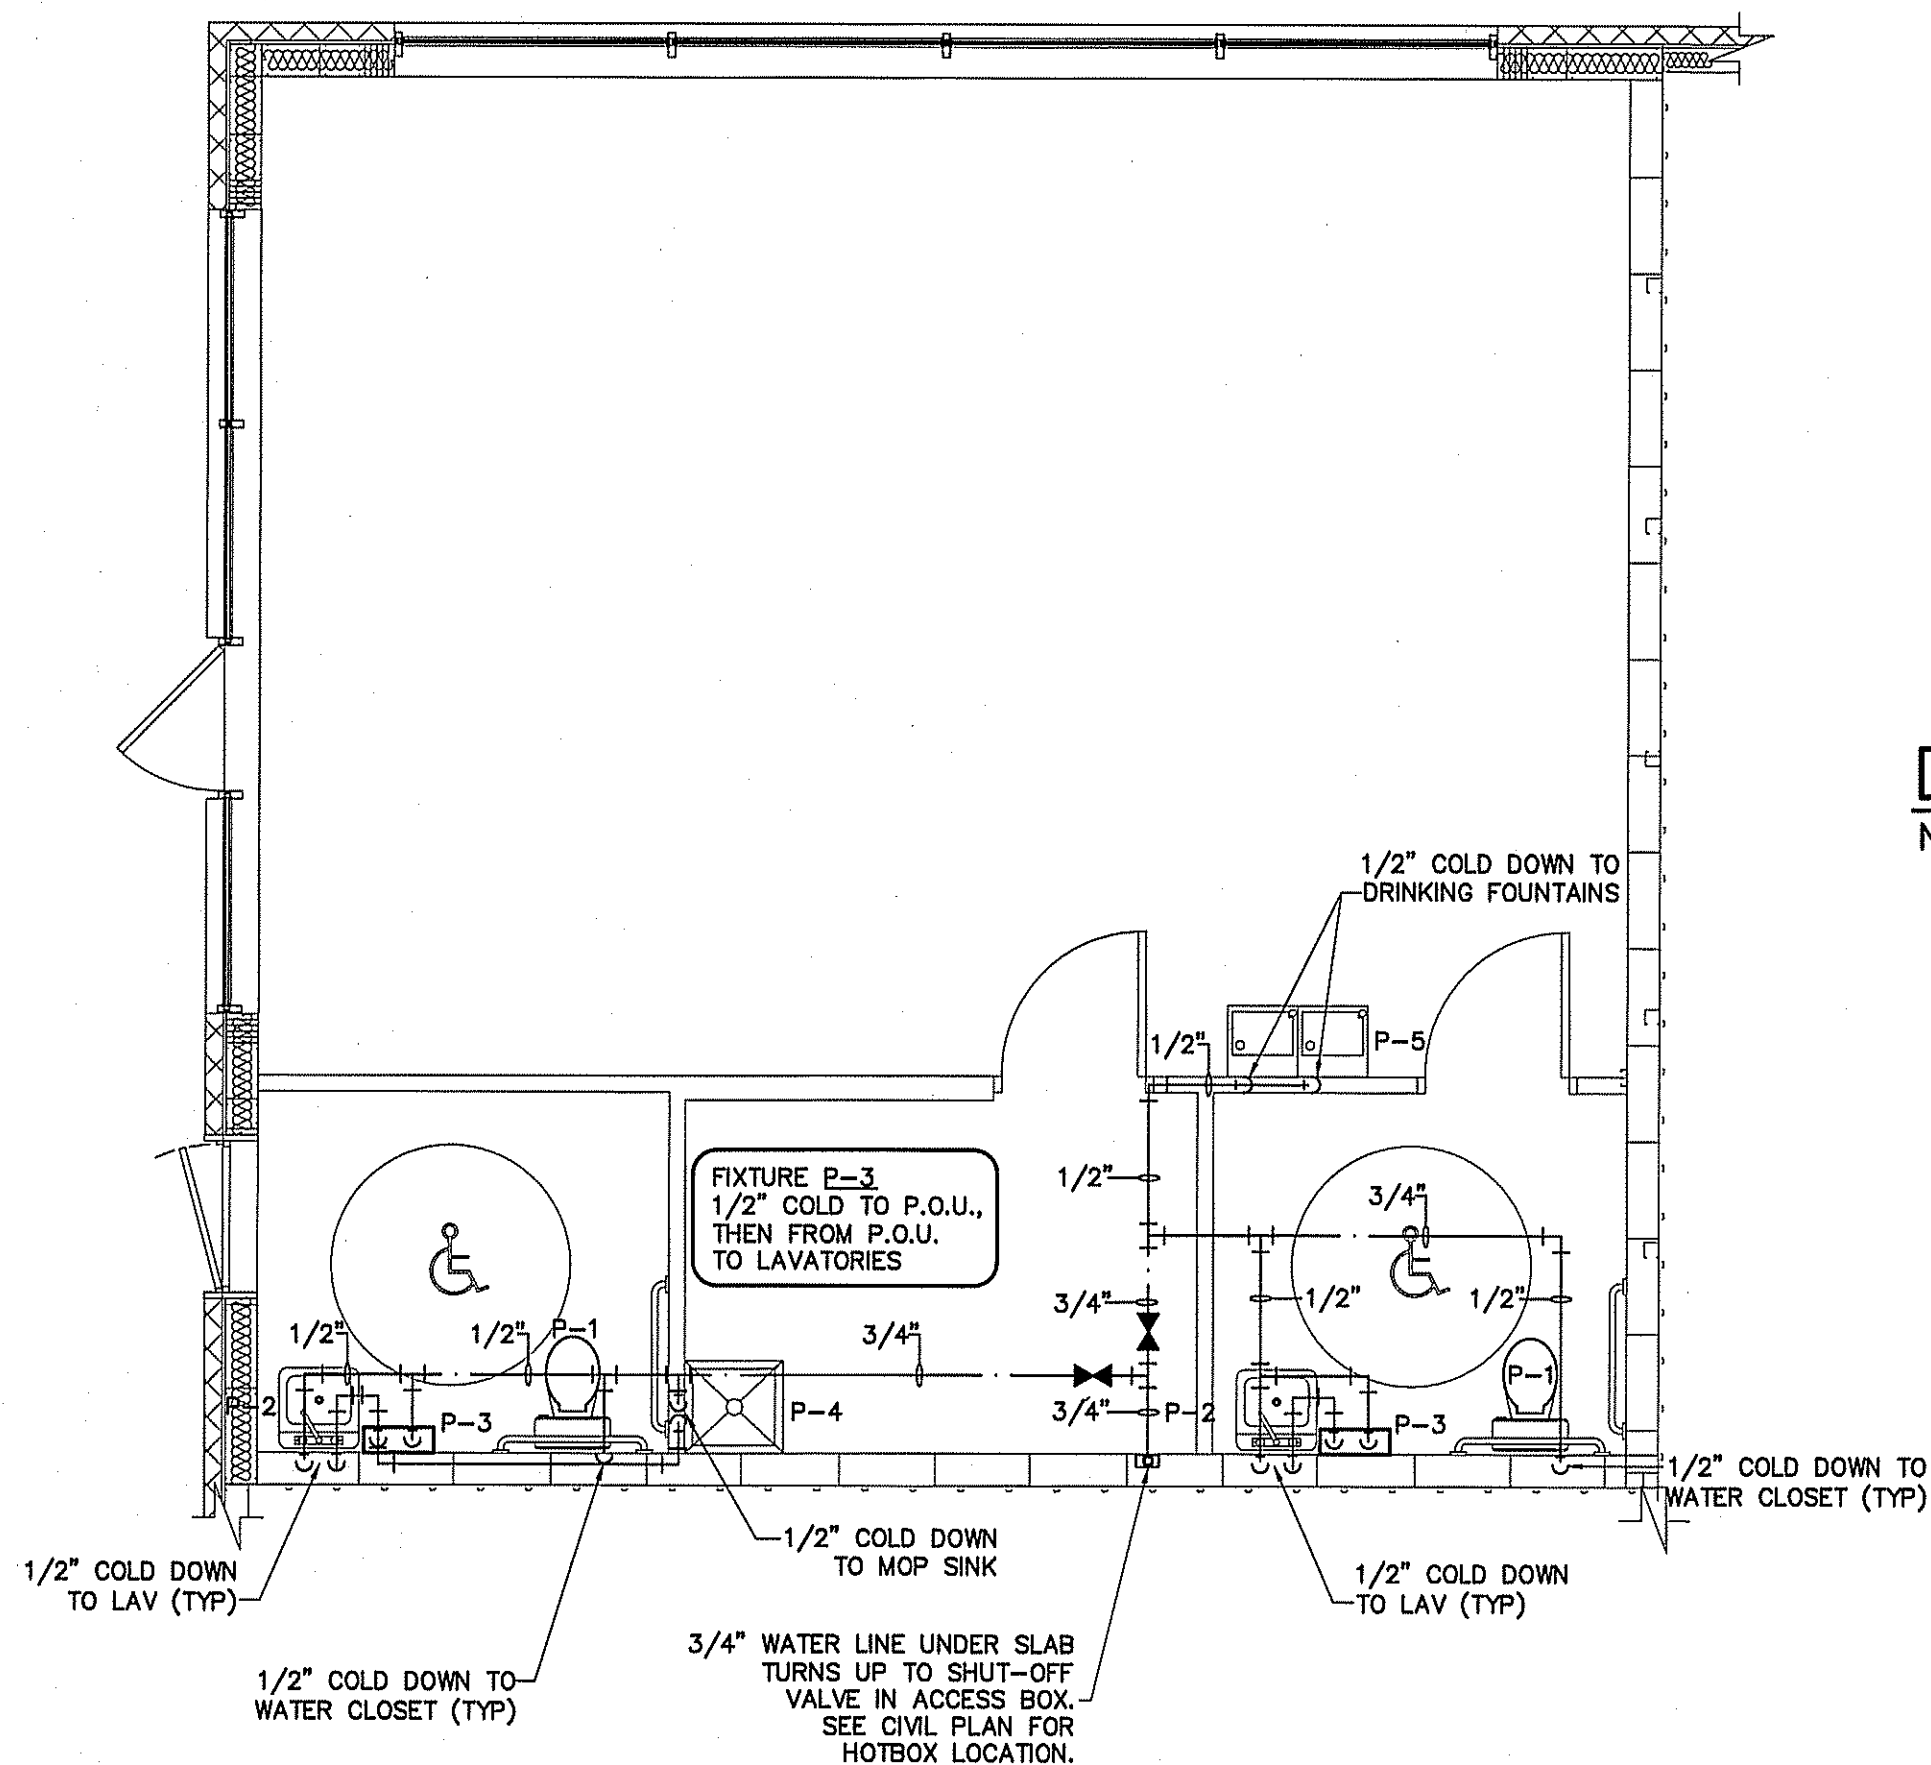 1/2" COLD DOWN TO
DRINKING FOUNTAINS
1/2"
P-5
FIXTURE P-3
1/2" COLD TO P.O.U.,
THEN FROM P.O.U.
TO LAVATORIES
1/2"
3/4"
3/4"
1/2"
1/2"
1/2"
1/2"
P-1
3/4"
P-2
P-3
P-4
3/4"
P-2
P-3
P-1
1/2" COLD DOWN TO
WATER CLOSET (TYP)
1/2" COLD DOWN
TO MOP SINK
1/2" COLD DOWN
TO LAV (TYP)
1/2" COLD DOWN
TO LAV (TYP)
3/4" WATER LINE UNDER SLAB
TURNS UP TO SHUT-OFF
VALVE IN ACCESS BOX.
SEE CIVIL PLAN FOR
HOTBOX LOCATION.
1/2" COLD DOWN TO
WATER CLOSET (TYP)